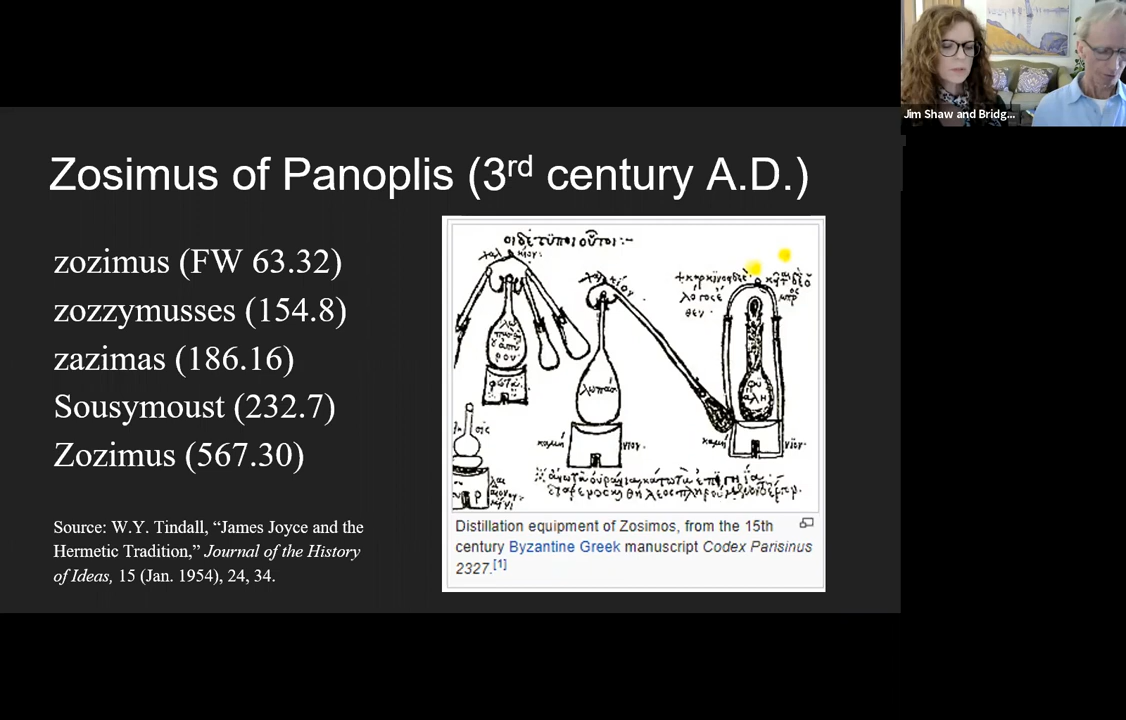 Jim Shaw and Bridg...
Zosimus of Panoplis (3rd century A.D.)
zozimus (FW 63.32)
zozzymusses (154.8)
zazimas (186.16)
Sousymoust (232.7)
Zozimus (567.30)
Source: W.Y. Tindall, “James Joyce and the
Hermetic Tradition,” Journal of the History
of Ideas, 15 (Jan. 1954), 24, 34.
Distillation equipment of Zosimos, from the 15th
century Byzantine Greek manuscript Codex Parisinus
2327.[1]